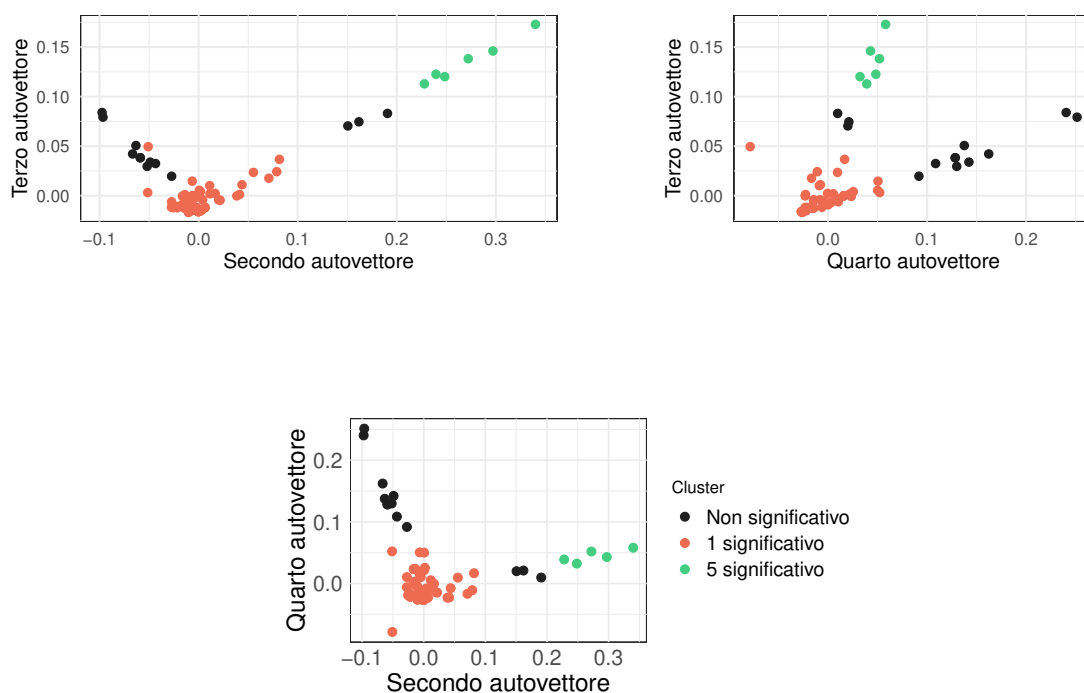 Terzo autovettore
0.15
0.10
0.05
0.00
−0.1 0.0 0.1 0.2 0.3
Secondo autovettore
Terzo autovettore
0.15
0.10
0.05
0.00
0.0 0.1 0.2
Quarto autovettore
Quarto autovettore
0.2
0.1
0.0
−0.1 0.0 0.1 0.2 0.3
Secondo autovettore
Cluster
Non significativo
1 significativo
5 significativo